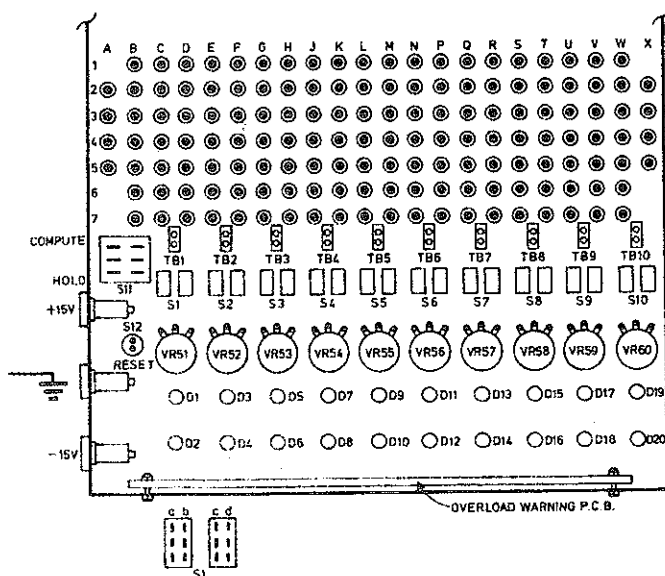 A B C D E F G H J K L M N P Q R S T U V W X
1
2
3
4
5
6
7
COMPUTE
HOLD
S11
TB1 TB2 TB3 TB4 TB5 TB6 TB7 TB8 TB9 TB10
S1 S2 S3 S4 S5 S6 S7 S8 S9 S10
+15V
S12
RESET
VR51 VR52 VR53 VR54 VR55 VR56 VR57 VR58 VR59 VR60
D1 D3 D5 D7 D9 D11 D13 D15 D17 D19
D2 D4 D6 D8 D10 D12 D14 D16 D18 D20
-15V
OVERLOAD WARNING P.C.B.
a b c d
S1